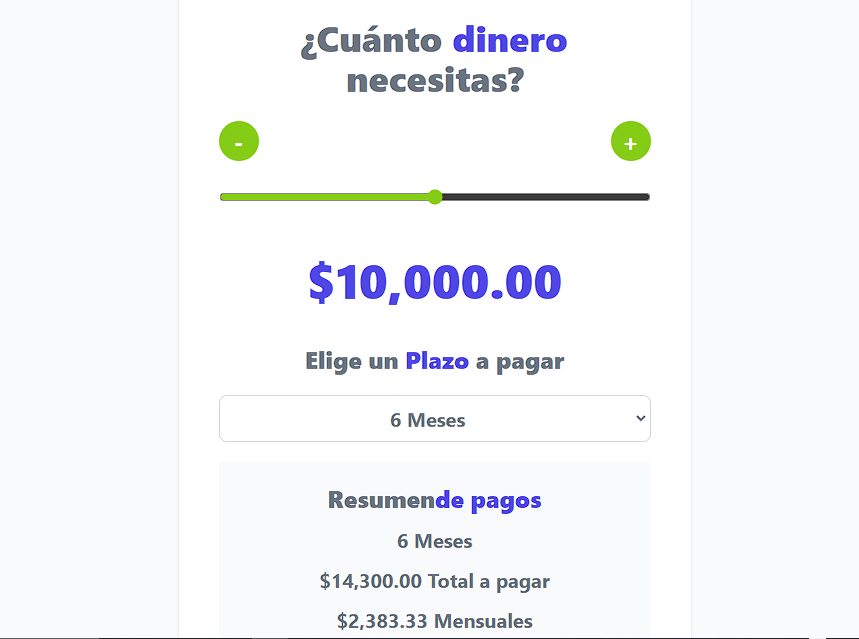 ¿Cuánto dinero
necesitas?
-
+
$10,000.00
Elige un Plazo a pagar
6 Meses
Resumende pagos
6 Meses
$14,300.00 Total a pagar
$2,383.33 Mensuales